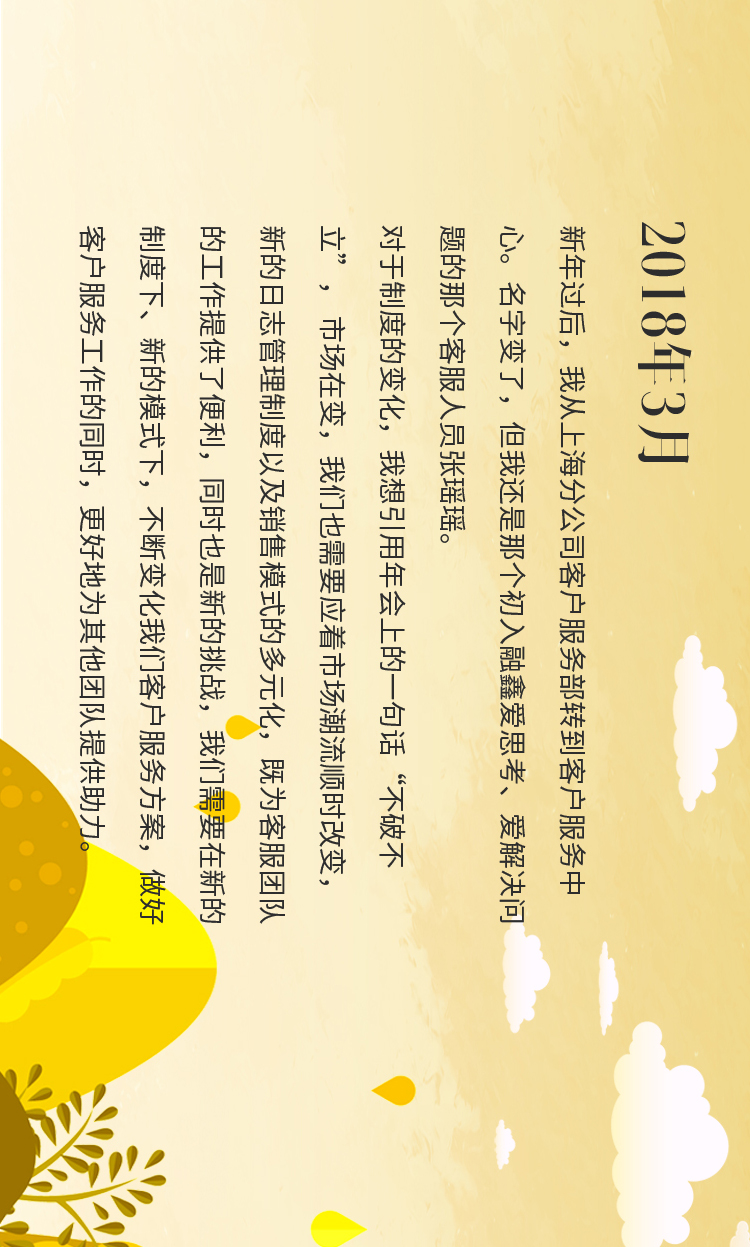 2018年3月
新年过后，我从上海分公司客户服务部转到客户服务中
心。名字变了，但我还是那个初入融鑫爱思考、爱解决问
题的那个客服人员张瑶瑶。
对于制度的变化，我想引用年会上的一句话“不破不
立”，市场在变，我们也需要应着市场潮流顺时改变，
新的日志管理制度以及销售模式的多元化，既为客服团队
的工作提供了便利，同时也是新的挑战，我们需要在新的
制度下、新的模式下，不断变化我们客户服务方案，做好
客户服务工作的同时，更好地为其他团队提供助力。